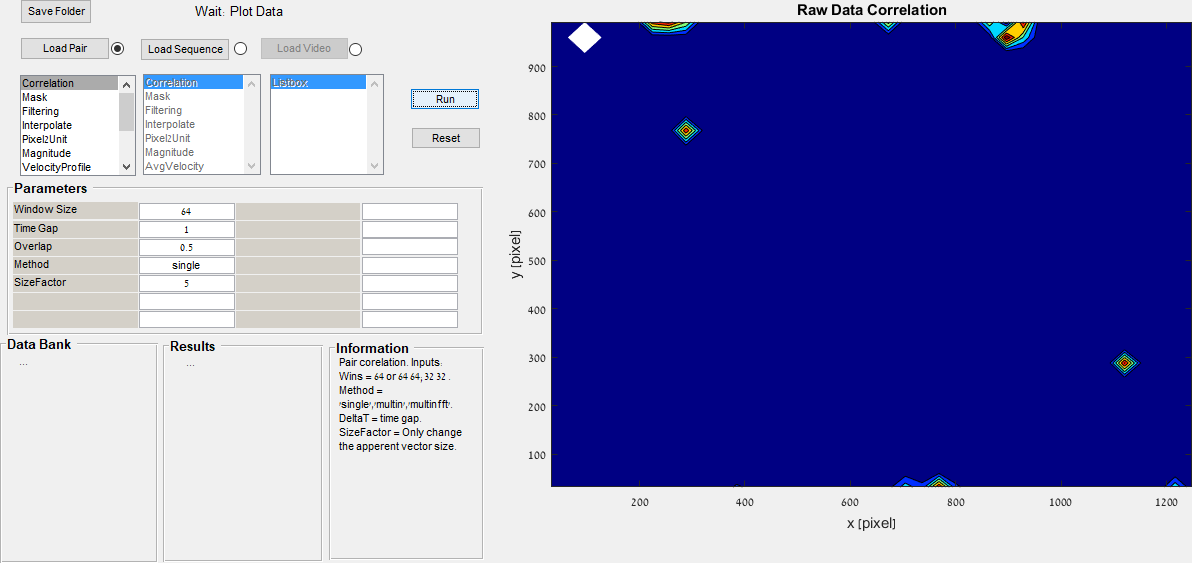 Save Folder
Wait: Plot Data
Load Pair
Load Sequence
Load Video
Correlation
Mask
Filtering
Interpolate
Pixel2Unit
Magnitude
VelocityProfile
Correlation
Mask
Filtering
Interpolate
Pixel2Unit
Magnitude
AvgVelocity
Listbox
Run
Reset
Parameters
Window Size 64
Time Gap 1
Overlap 0.5
Method single
SizeFactor 5
Data Bank
...
Results
...
Information
Pair corelation. Inputs:
Wins = 64 or 64 64, 32 32 .
Method =
'single','multin','multinfft'.
DeltaT = time gap.
SizeFactor = Only change
the apperent vector size.
Raw Data Correlation
y [pixel]
900
800
700
600
500
400
300
200
100
200 400 600 800 1000 1200
x [pixel]